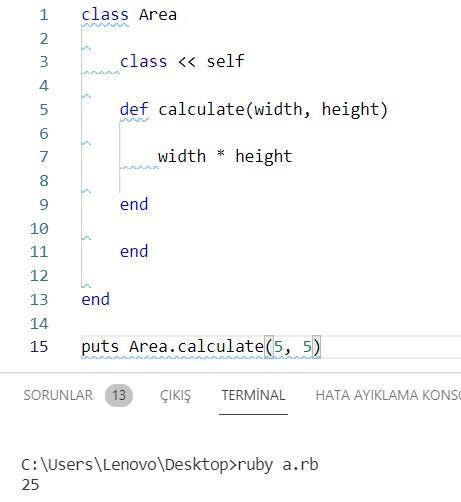 1 class Area
2
3 class << self
4
5 def calculate(width, height)
6
7 width * height
8
9 end
10
11 end
12
13 end
14
15 puts Area.calculate(5, 5)
SORUNLAR 13 ÇIKIŞ TERMİNAL HATA AYIKLAMA KONSO
C:\Users\Lenovo\Desktop>ruby a.rb
25